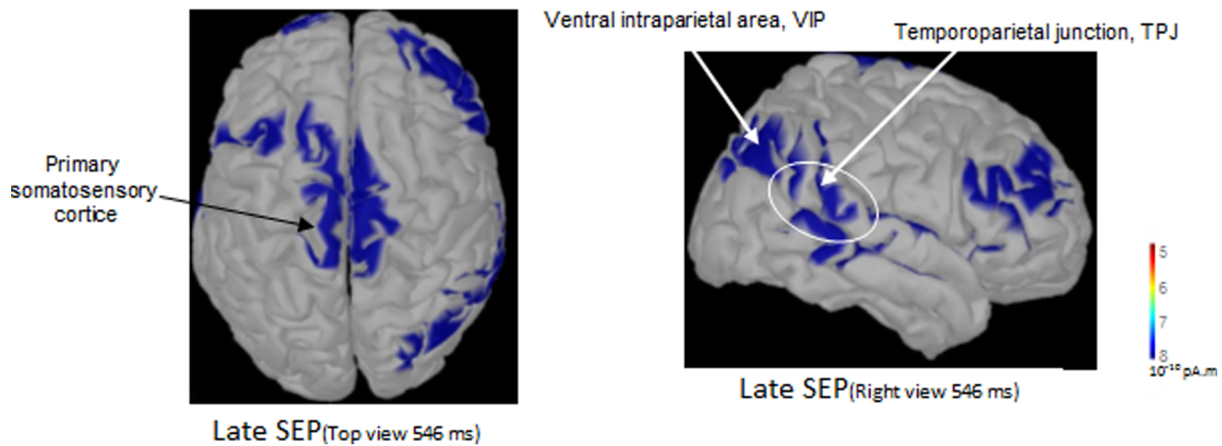 Ventral intraparietal area, VIP
Temporoparietal junction, TPJ
Primary
somatosensory
cortice
5
6
7
8
10⁻¹⁰ pA.m
Late SEP(Top view 546 ms)
Late SEP(Right view 546 ms)